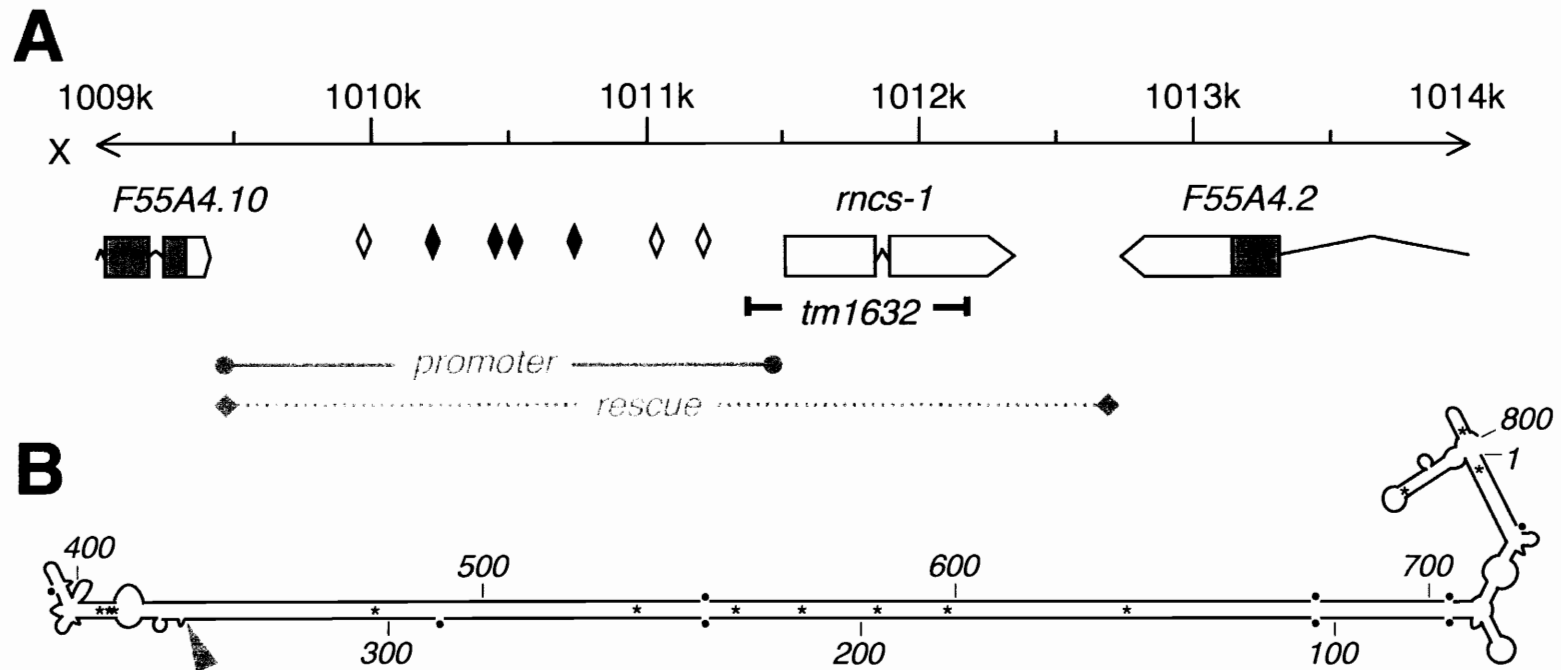 A
1009k 1010k 1011k 1012k 1013k 1014k
X
F55A4.10 rncs-1 F55A4.2
tm1632
promoter
rescue
B
800
1
400 500 600 700
300 200 100